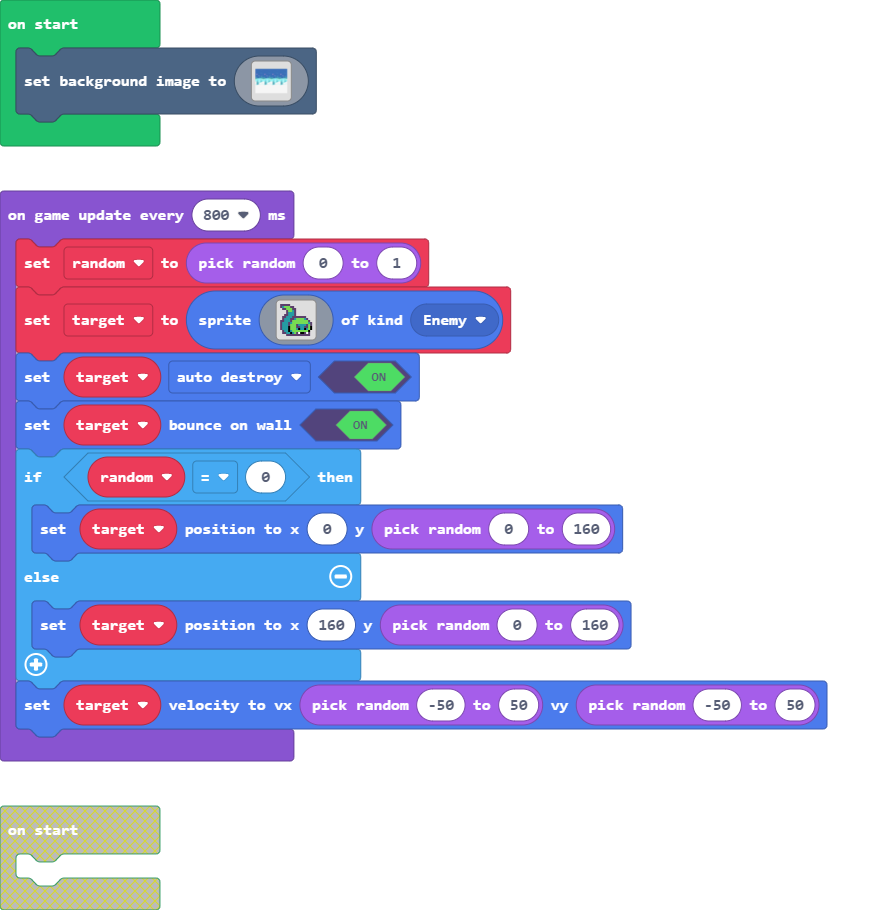 on start
set background image to
on game update every 800 ms
set random to pick random 0 to 1
set target to sprite of kind Enemy
set target auto destroy ON
set target bounce on wall ON
if random = 0 then
set target position to x 0 y pick random 0 to 160
else
set target position to x 160 y pick random 0 to 160
set target velocity to vx pick random -50 to 50 vy pick random -50 to 50
on start